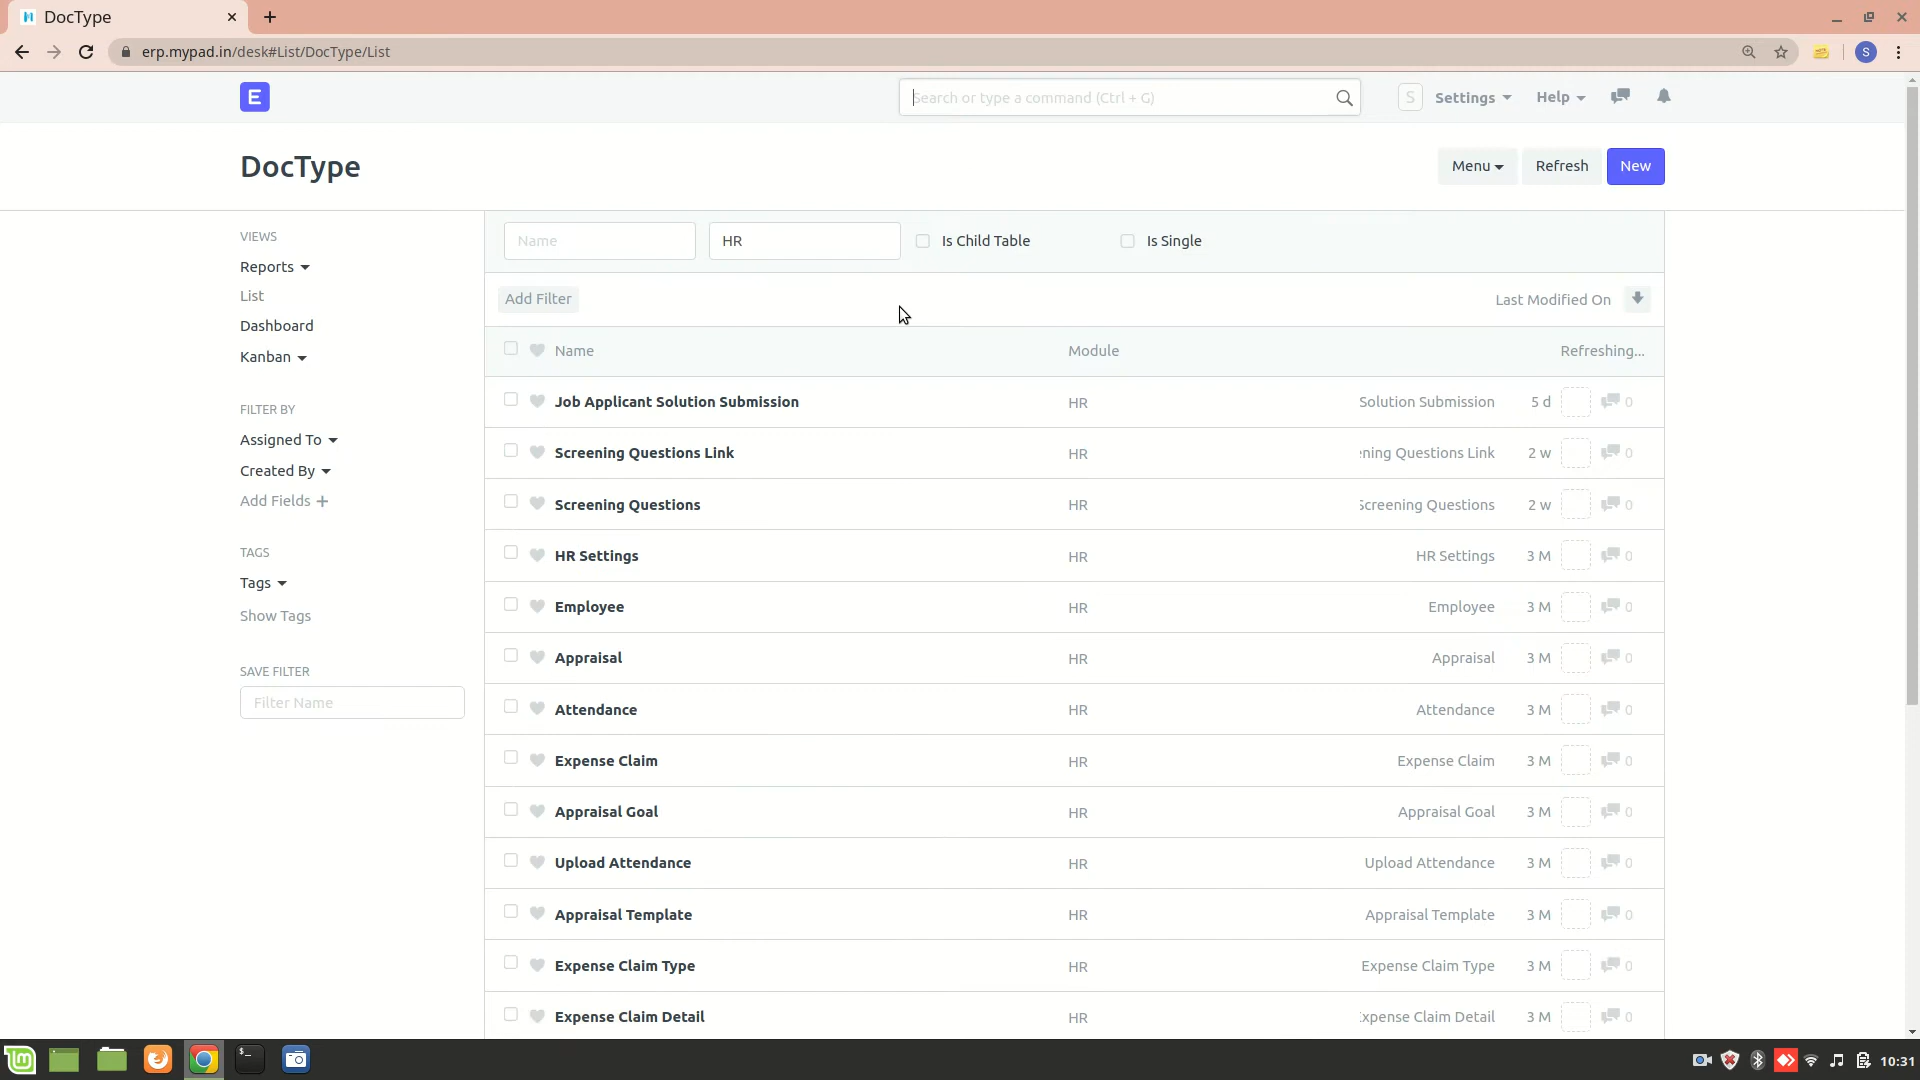 DocType
erp.mypad.in/desk#List/DocType/List
S
E
Search or type a command (Ctrl + G)
S
Settings
Help
DocType
Menu
Refresh
New
VIEWS
Reports
List
Dashboard
Kanban
FILTER BY
Assigned To
Created By
Add Fields +
TAGS
Tags
Show Tags
SAVE FILTER
Filter Name
Name
HR
Is Child Table
Is Single
Add Filter
Last Modified On
Name Module Refreshing...
Job Applicant Solution Submission HR Solution Submission 5 d 0
Screening Questions Link HR ning Questions Link 2 w 0
Screening Questions HR Screening Questions 2 w 0
HR Settings HR HR Settings 3 M 0
Employee HR Employee 3 M 0
Appraisal HR Appraisal 3 M 0
Attendance HR Attendance 3 M 0
Expense Claim HR Expense Claim 3 M 0
Appraisal Goal HR Appraisal Goal 3 M 0
Upload Attendance HR Upload Attendance 3 M 0
Appraisal Template HR Appraisal Template 3 M 0
Expense Claim Type HR Expense Claim Type 3 M 0
Expense Claim Detail HR xpense Claim Detail 3 M 0
10:31